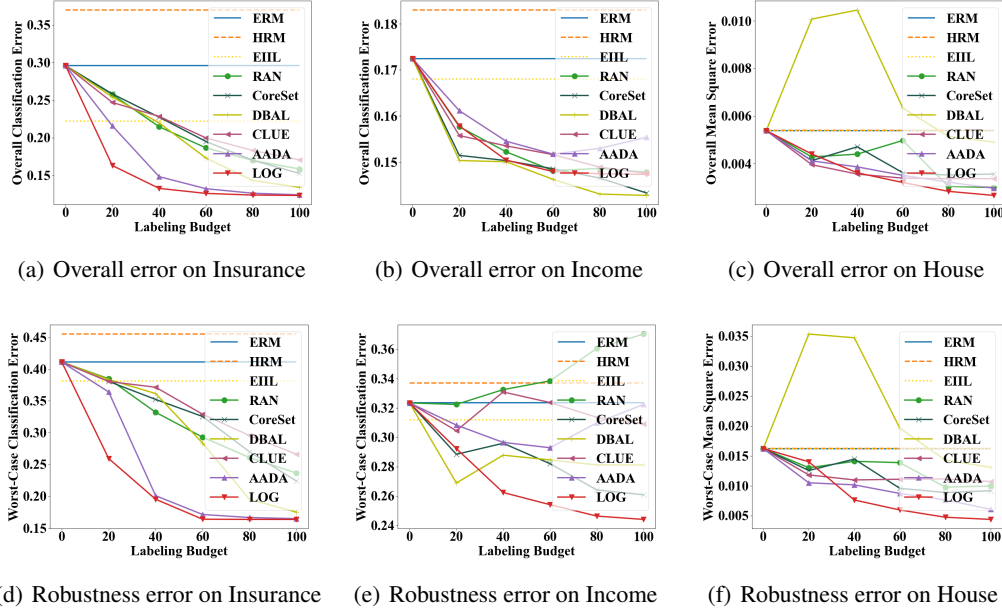 0.35
0.30
0.25
0.20
0.15
Overall Classification Error
0 20 40 60 80 100
Labeling Budget
ERM
HRM
EIIL
RAN
CoreSet
DBAL
CLUE
AADA
LOG
(a) Overall error on Insurance
0.18
0.17
0.16
0.15
Overall Classification Error
0 20 40 60 80 100
Labeling Budget
ERM
HRM
EIIL
RAN
CoreSet
DBAL
CLUE
AADA
LOG
(b) Overall error on Income
0.010
0.008
0.006
0.004
Overall Mean Square Error
0 20 40 60 80 100
Labeling Budget
ERM
HRM
EIIL
RAN
CoreSet
DBAL
CLUE
AADA
LOG
(c) Overall error on House
0.45
0.40
0.35
0.30
0.25
0.20
0.15
Worst-Case Classification Error
0 20 40 60 80 100
Labeling Budget
ERM
HRM
EIIL
RAN
CoreSet
DBAL
CLUE
AADA
LOG
(d) Robustness error on Insurance
0.36
0.34
0.32
0.30
0.28
0.26
0.24
Worst-Case Classification Error
0 20 40 60 80 100
Labeling Budget
ERM
HRM
EIIL
RAN
CoreSet
DBAL
CLUE
AADA
LOG
(e) Robustness error on Income
0.035
0.030
0.025
0.020
0.015
0.010
0.005
Worst-Case Mean Square Error
0 20 40 60 80 100
Labeling Budget
ERM
HRM
EIIL
RAN
CoreSet
DBAL
CLUE
AADA
LOG
(f) Robustness error on House